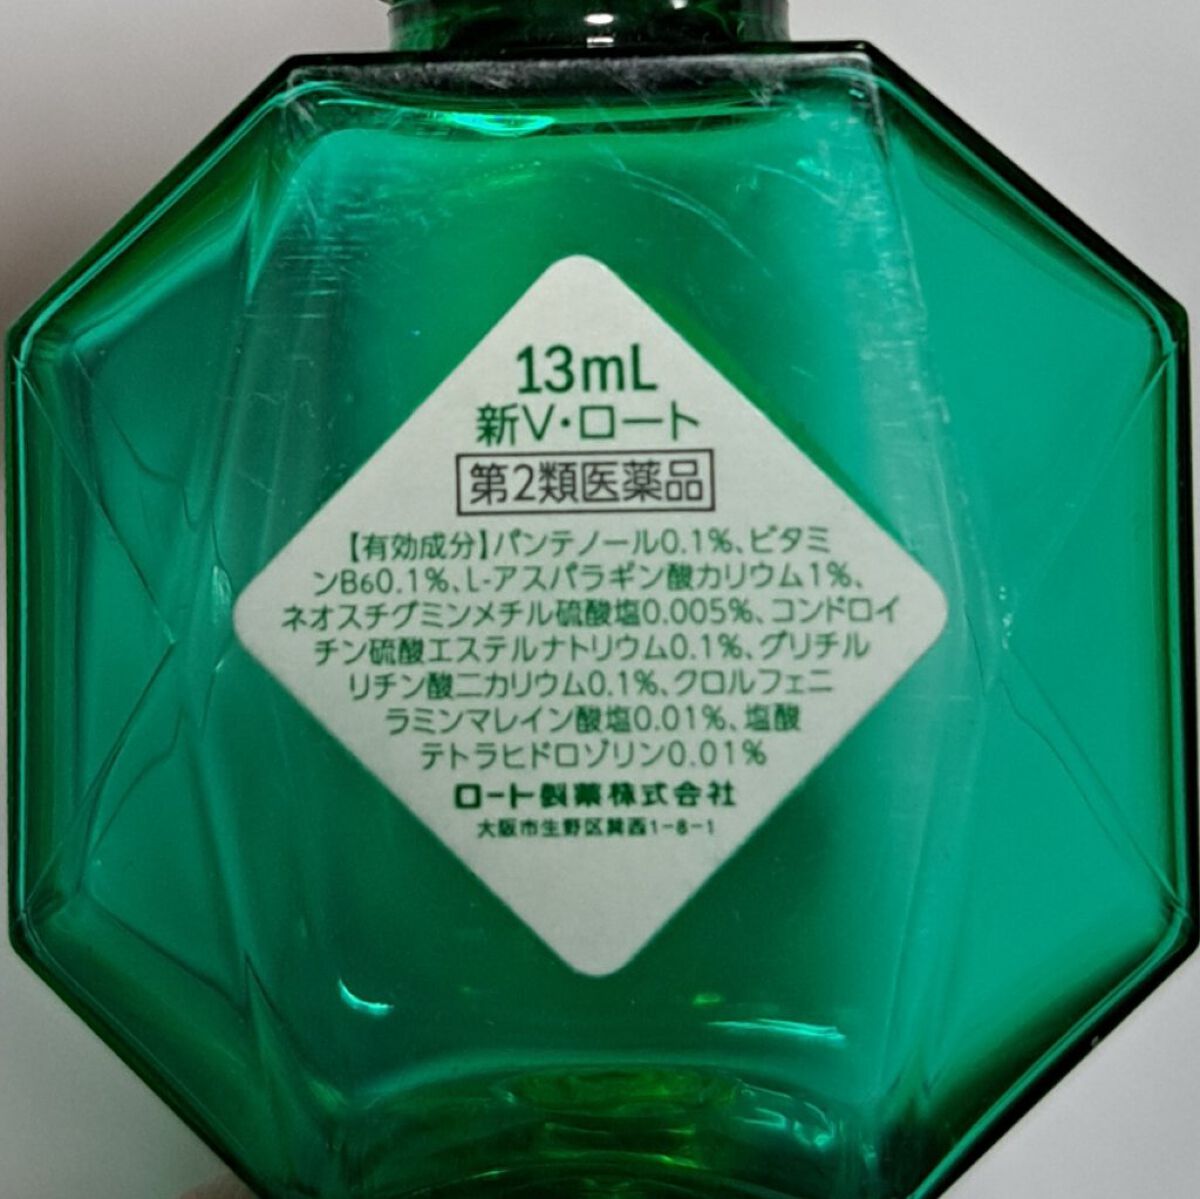 13mL
新V・ロート
第2類医薬品
【有効成分】パンテノール0.1%、ビタミ
ンB60.1%、L-アスパラギン酸カリウム1%、
ネオスチグミンメチル硫酸塩0.005%、コンドロイ
チン硫酸エステルナトリウム0.1%、グリチル
リチン酸二カリウム0.1%、クロルフェニ
ラミンマレイン酸塩0.01%、塩酸
テトラヒドロゾリン0.01%
ロート製薬株式会社
大阪市生野区巽西1-8-1